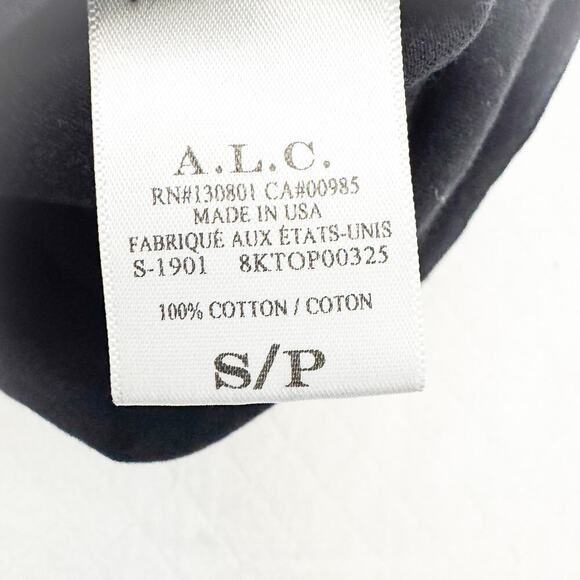 A.L.C.
RN#130801 CA#00985
MADE IN USA
FABRIQUÉ AUX ÉTATS-UNIS
S-1901 8KTOP00325
100% COTTON / COTON
S/P